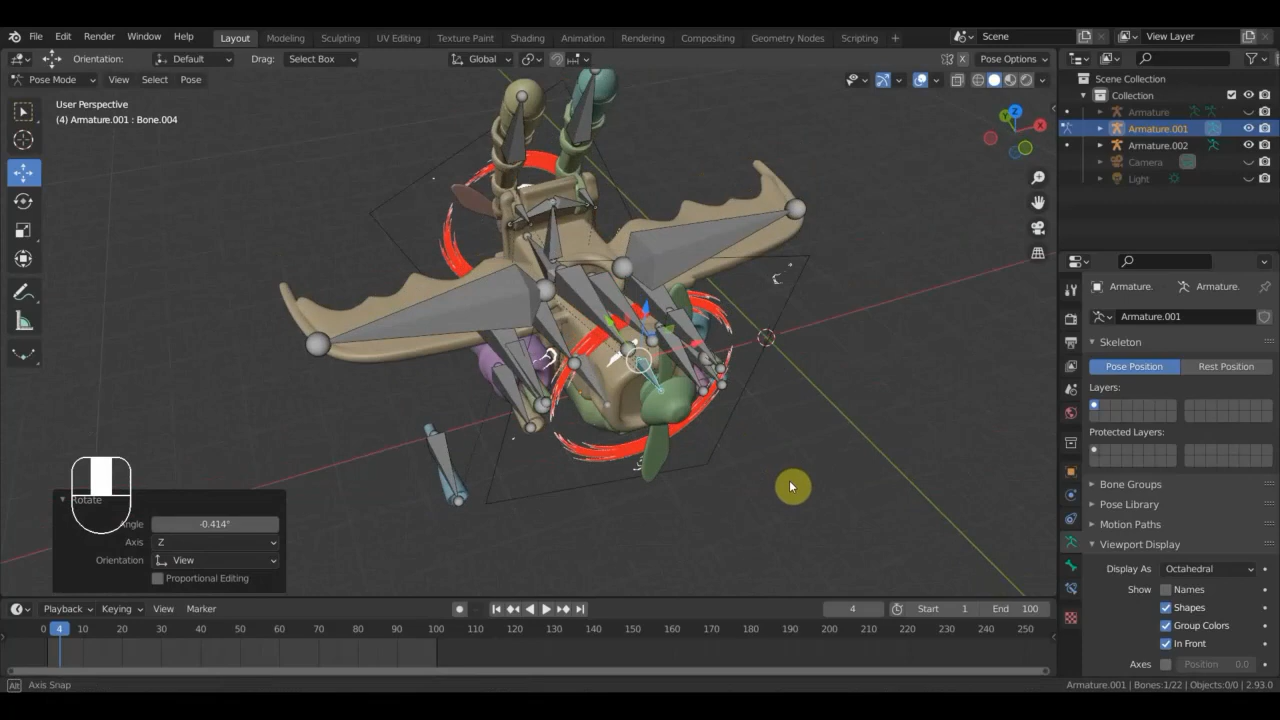 File Edit Render Window Help Layout Modeling Sculpting UV Editing Texture Paint Shading Animation Rendering Compositing Geometry Nodes Scripting + Scene View Layer
Orientation: Default Drag: Select Box Global Pose Options
Pose Mode View Select Pose
User Perspective
(4) Armature.001 : Bone.004
X
Y
Z
Scene Collection
Collection
Armature
Armature.001
Armature.002
Camera
Light
Armature. Armature.
Armature.001
Skeleton
Pose Position Rest Position
Layers:
Protected Layers:
Bone Groups
Pose Library
Motion Paths
Viewport Display
Display As Octahedral
Show Names
Shapes
Group Colors
In Front
Axes Position 0.0
Rotate
Angle -0.414°
Axis Z
Orientation View
Proportional Editing
Playback Keying View Marker 4 Start 1 End 100
0 4 10 20 30 40 50 60 70 80 90 100 110 120 130 140 150 160 170 180 190 200 210 220 230 240 250
Alt Axis Snap Armature.001 | Bones:1/22 | Objects:0/0 | 2.93.0